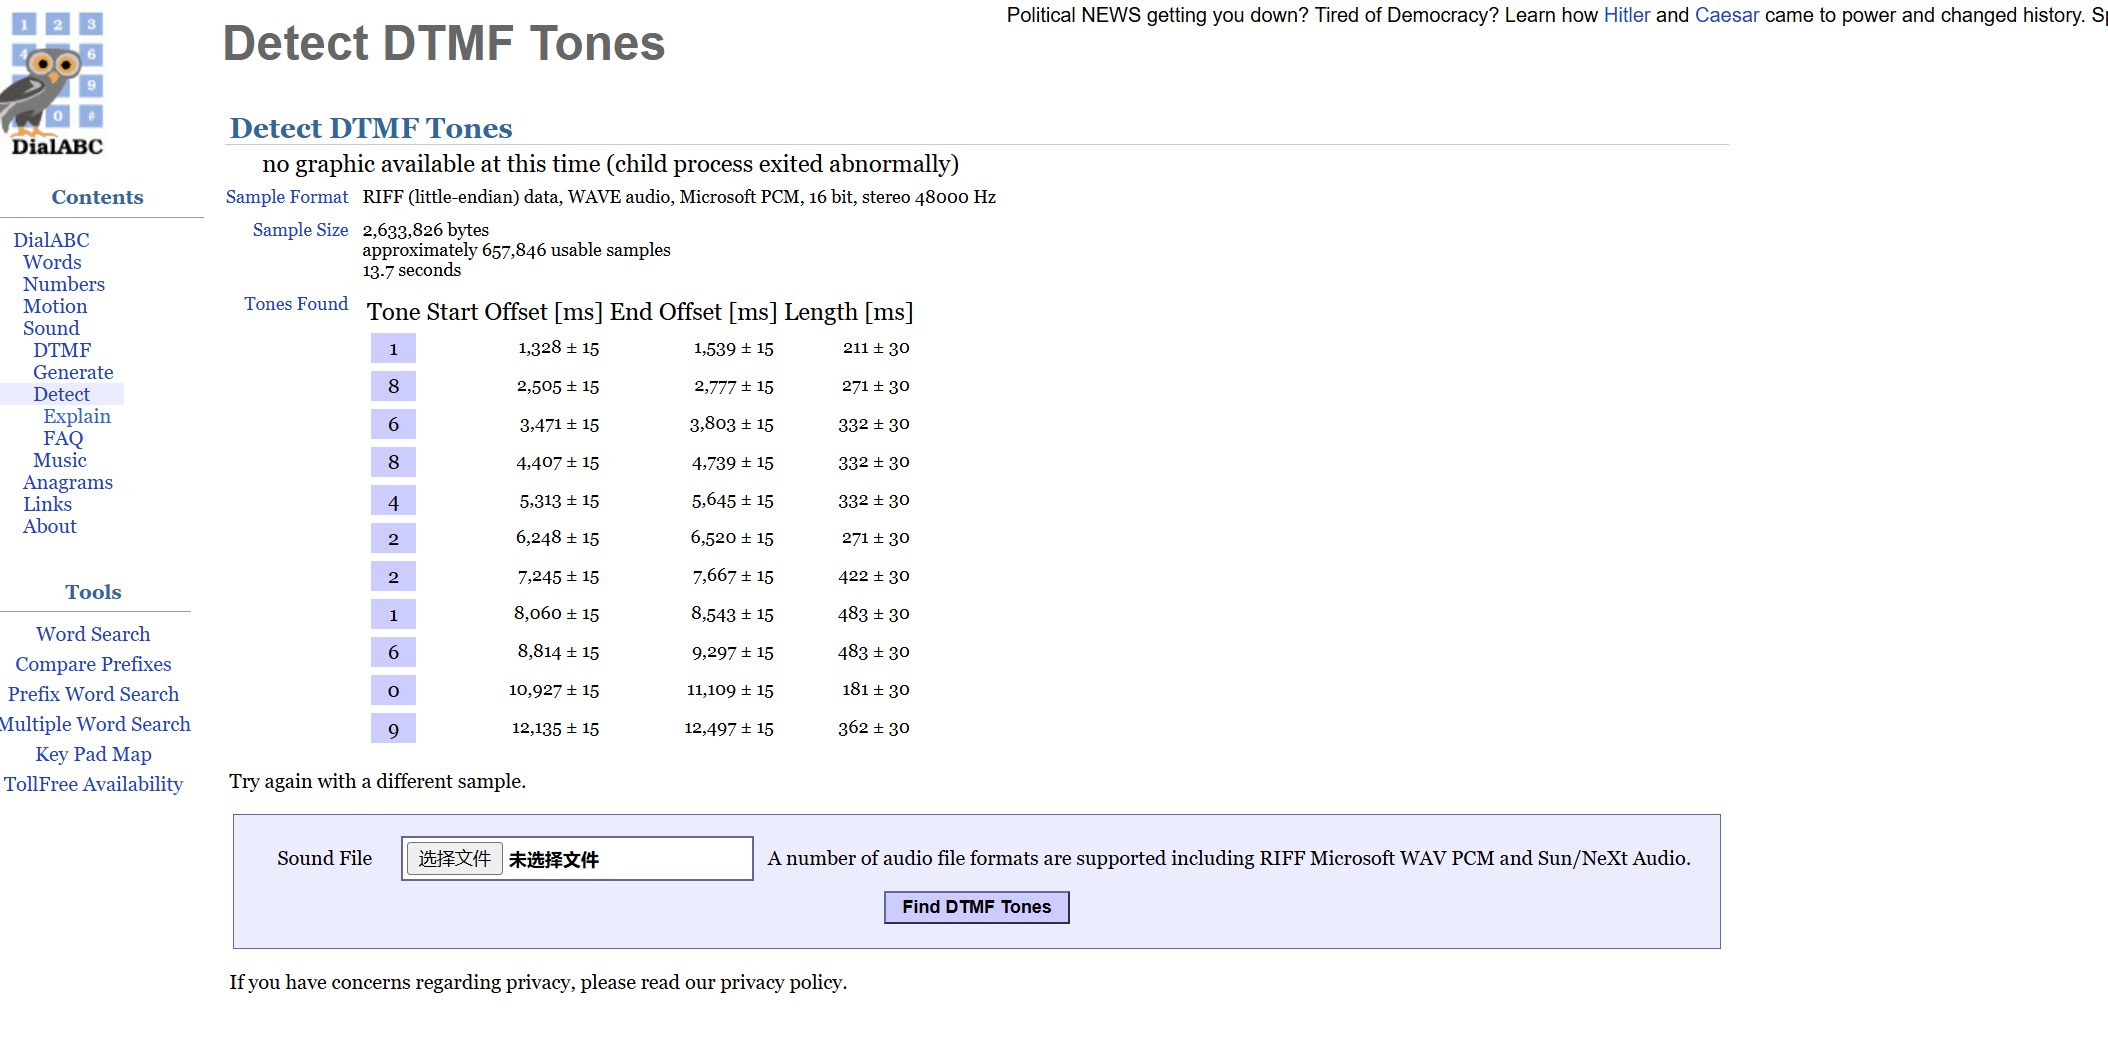 Political NEWS getting you down? Tired of Democracy? Learn how Hitler and Caesar came to power and changed history.
Detect DTMF Tones
1 2 3
4 6
9
0 #
DialABC
Contents
DialABC
Words
Numbers
Motion
Sound
DTMF
Generate
Detect
Explain
FAQ
Music
Anagrams
Links
About
Tools
Word Search
Compare Prefixes
Prefix Word Search
Multiple Word Search
Key Pad Map
TollFree Availability
Detect DTMF Tones
no graphic available at this time (child process exited abnormally)
Sample Format RIFF (little-endian) data, WAVE audio, Microsoft PCM, 16 bit, stereo 48000 Hz
Sample Size 2,633,826 bytes
approximately 657,846 usable samples
13.7 seconds
Tones Found Tone Start Offset [ms] End Offset [ms] Length [ms]
1 1,328 ± 15 1,539 ± 15 211 ± 30
8 2,505 ± 15 2,777 ± 15 271 ± 30
6 3,471 ± 15 3,803 ± 15 332 ± 30
8 4,407 ± 15 4,739 ± 15 332 ± 30
4 5,313 ± 15 5,645 ± 15 332 ± 30
2 6,248 ± 15 6,520 ± 15 271 ± 30
2 7,245 ± 15 7,667 ± 15 422 ± 30
1 8,060 ± 15 8,543 ± 15 483 ± 30
6 8,814 ± 15 9,297 ± 15 483 ± 30
0 10,927 ± 15 11,109 ± 15 181 ± 30
9 12,135 ± 15 12,497 ± 15 362 ± 30
Try again with a different sample.
Sound File 选择文件 未选择文件 A number of audio file formats are supported including RIFF Microsoft WAV PCM and Sun/NeXt Audio.
Find DTMF Tones
If you have concerns regarding privacy, please read our privacy policy.